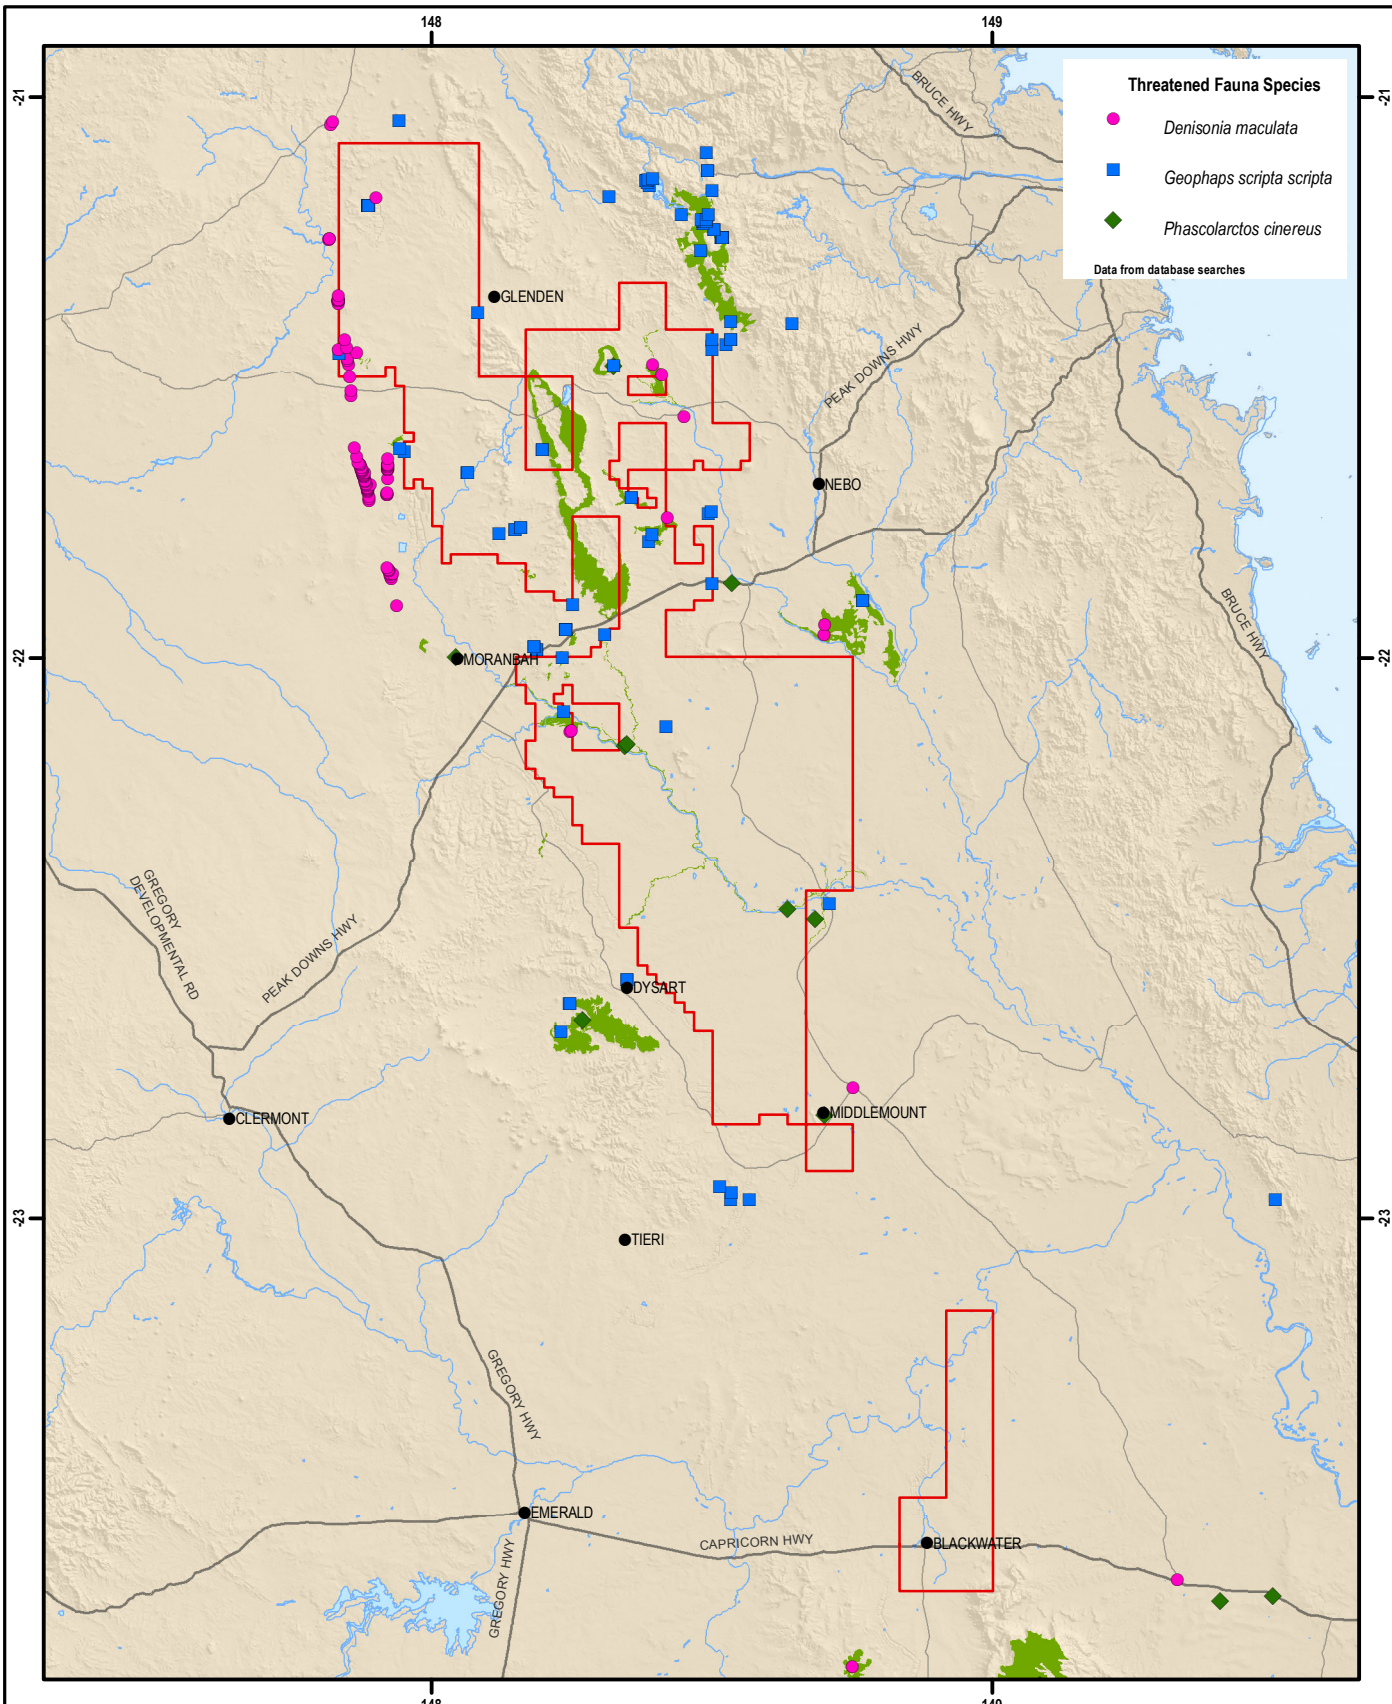 148
149
-21
-21
BRUCE HWY
Threatened Fauna Species
Denisonia maculata
Geophaps scripta scripta
Phascolarctos cinereus
Data from database searches
GLENDEN
PEAK DOWNS HWY
NEBO
BRUCE HWY
-22
-22
MORANBAH
GREGORY
DEVELOPMENTAL RD
PEAK DOWNS HWY
DYSART
CLERMONT
MIDDLEMOUNT
-23
-23
TIERI
GREGORY HWY
EMERALD
CAPRICORN HWY
BLACKWATER
GREGORY HWY
148
149